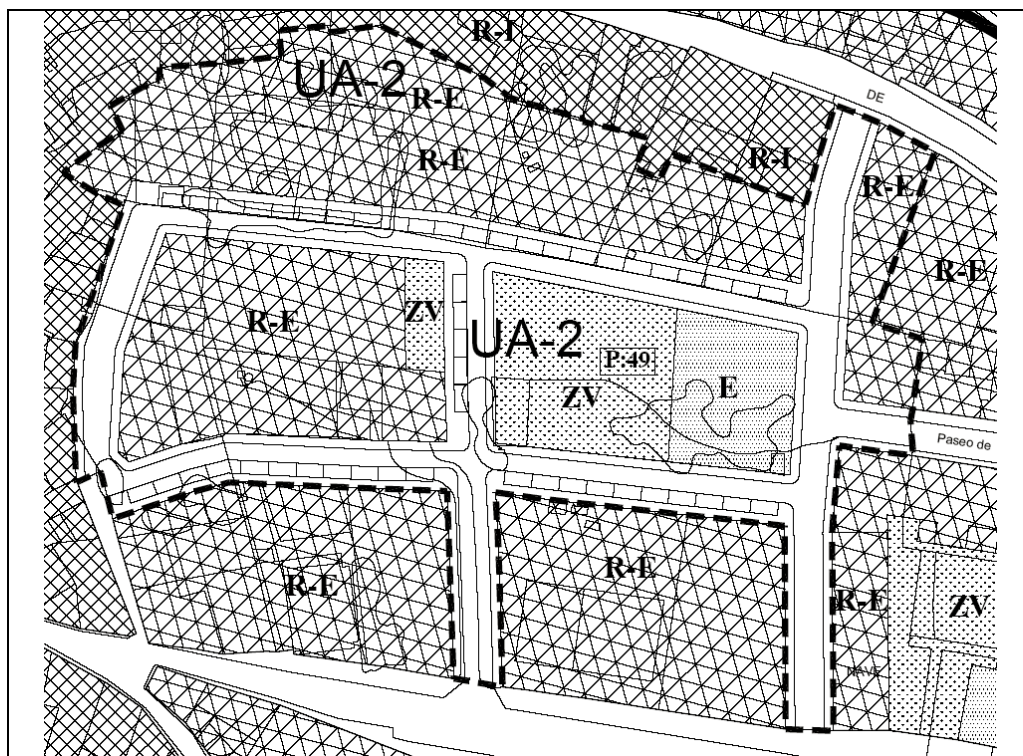 R-I
UA-2
R-E
DE
R-E
R-I
R-E
R-E
R-E
ZV
UA-2
P-49
ZV
E
Paseo de
R-E
R-E
R-E
ZV
NAVE